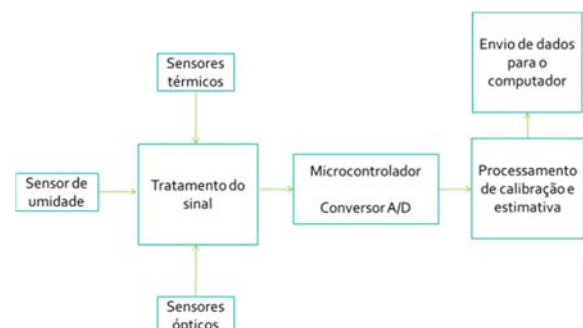 Sensores
térmicos
Envio de dados
para o
computador
Sensor de
umidade
Tratamento do
sinal
Microcontrolador
Conversor A/D
Processamento
de calibração e
estimativa
Sensores
ópticos